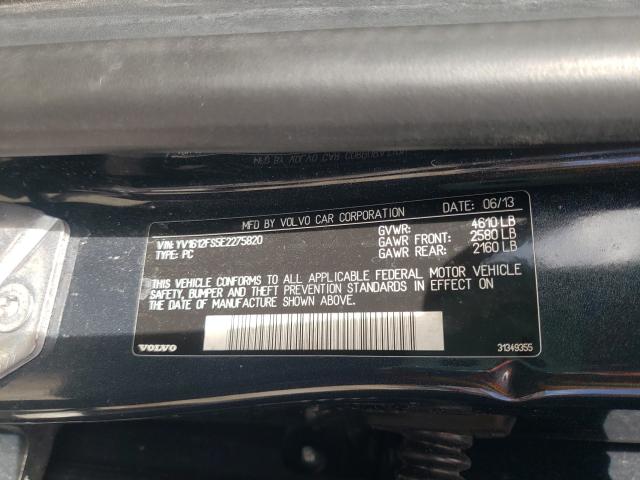 MFD BY VOLVO CAR CORPORATION DATE: 06/13
VIN: YV1612FS5E2275820 GVWR: 4610 LB
TYPE: PC GAWR FRONT: 2580 LB
GAWR REAR: 2160 LB
THIS VEHICLE CONFORMS TO ALL APPLICABLE FEDERAL MOTOR VEHICLE
SAFETY, BUMPER AND THEFT PREVENTION STANDARDS IN EFFECT ON
THE DATE OF MANUFACTURE SHOWN ABOVE.
VOLVO 31349355